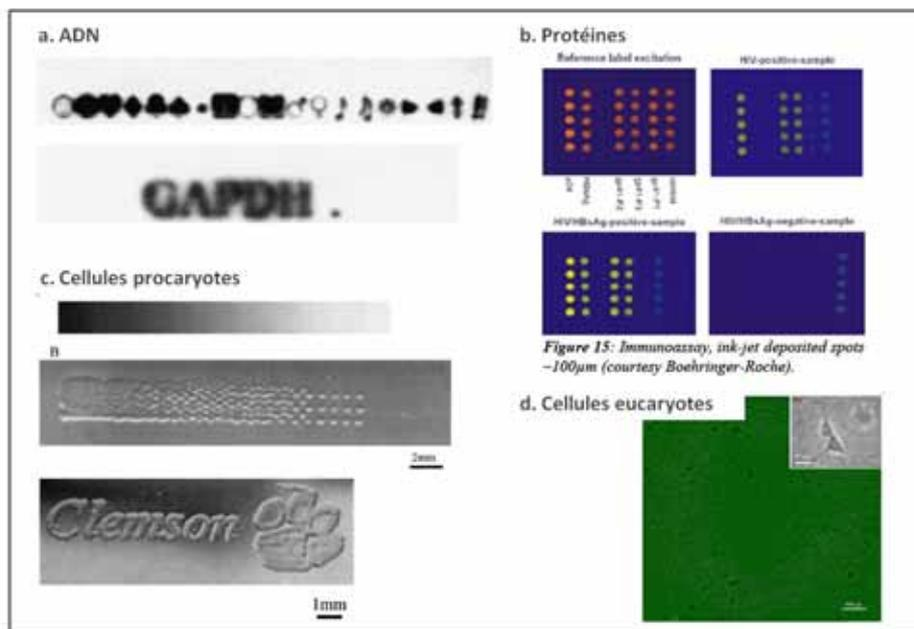 a. ADN
GAPDH
b. Protéines
Reference label excitation
HIV-positive-sample
HIV/HBsAg-positive-sample
HIV/HBsAg-negative-sample
Figure 15: Immunoassay, ink-jet deposited spots
~100µm (courtesy Boehringer-Roche).
c. Cellules procaryotes
B
2mm
Clemson
1mm
d. Cellules eucaryotes